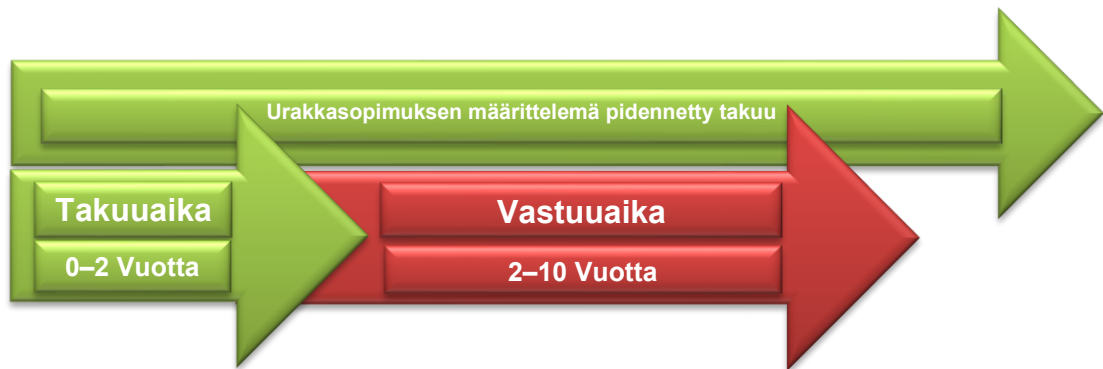 Urakkasopimuksen määrittelemä pidennetty takuu
Takuuaika
0–2 Vuotta
Vastuuaika
2–10 Vuotta